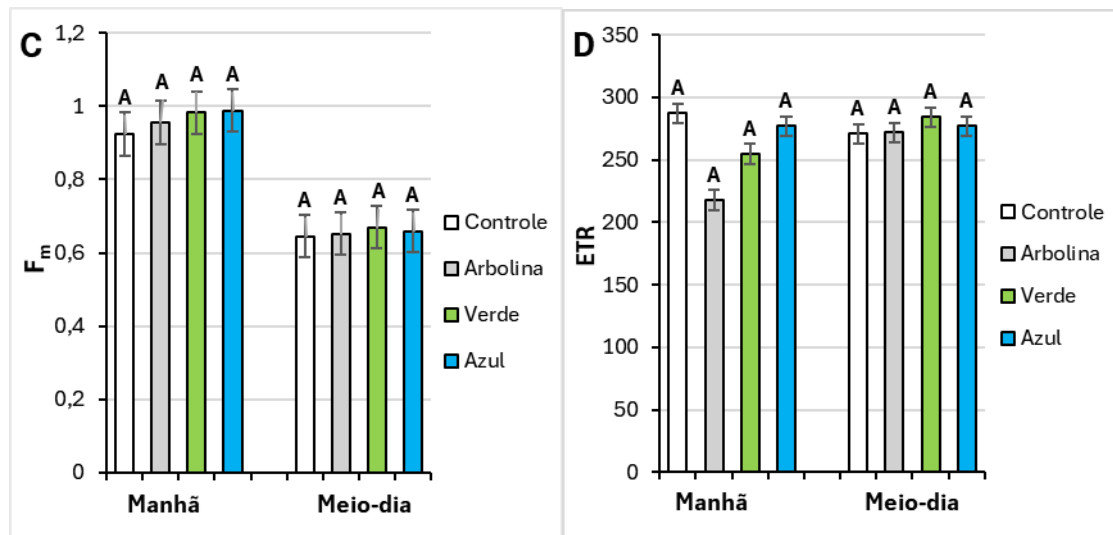 C
1,2
1
0,8
0,6
0,4
0,2
0
Fm
A A A A
A A A A
Manhã Meio-dia
Controle
Arbolina
Verde
Azul
D
350
300
250
200
150
100
50
0
ETR
A A A A
A A A A
Manhã Meio-dia
Controle
Arbolina
Verde
Azul